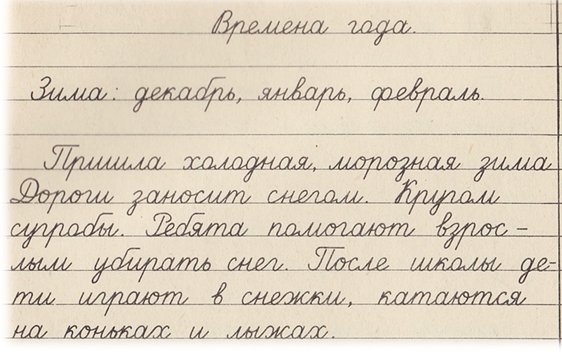 Времена года.
Зима: декабрь, январь, февраль.
Пришла холодная, морозная зима
Дороги заносит снегом. Кругом
сугробы. Ребята помогают взрос-
лым убирать снег. После школы де-
ти играют в снежки, катаются
на коньках и лыжах.